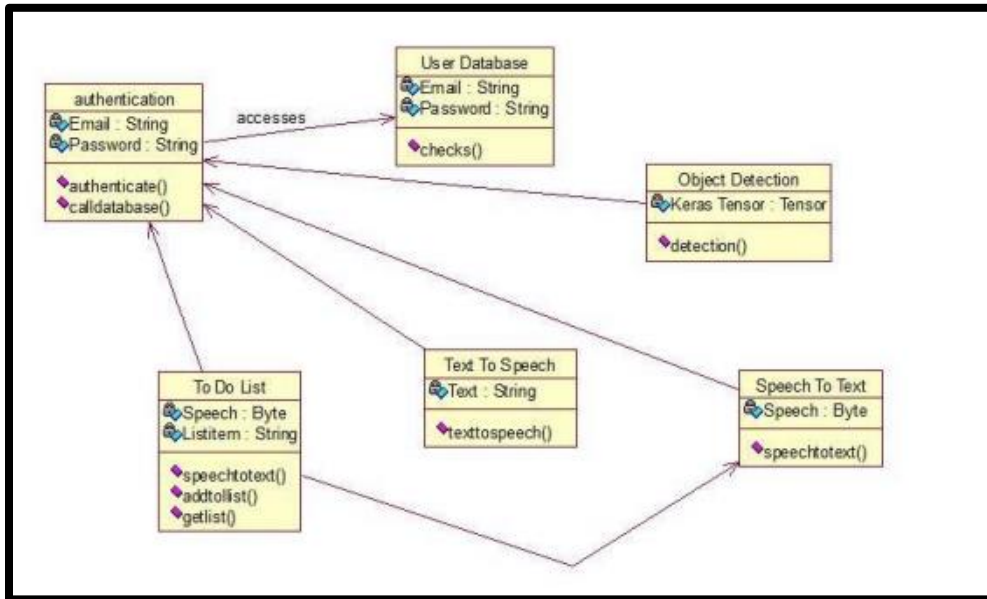 authentication
Email : String
Password : String
authenticate()
calldatabase()
accesses
User Database
Email : String
Password : String
checks()
Object Detection
Keras Tensor : Tensor
detection()
To Do List
Speech : Byte
Listitem : String
speechtotext()
addtollist()
getlist()
Text To Speech
Text : String
texttospeech()
Speech To Text
Speech : Byte
speechtotext()